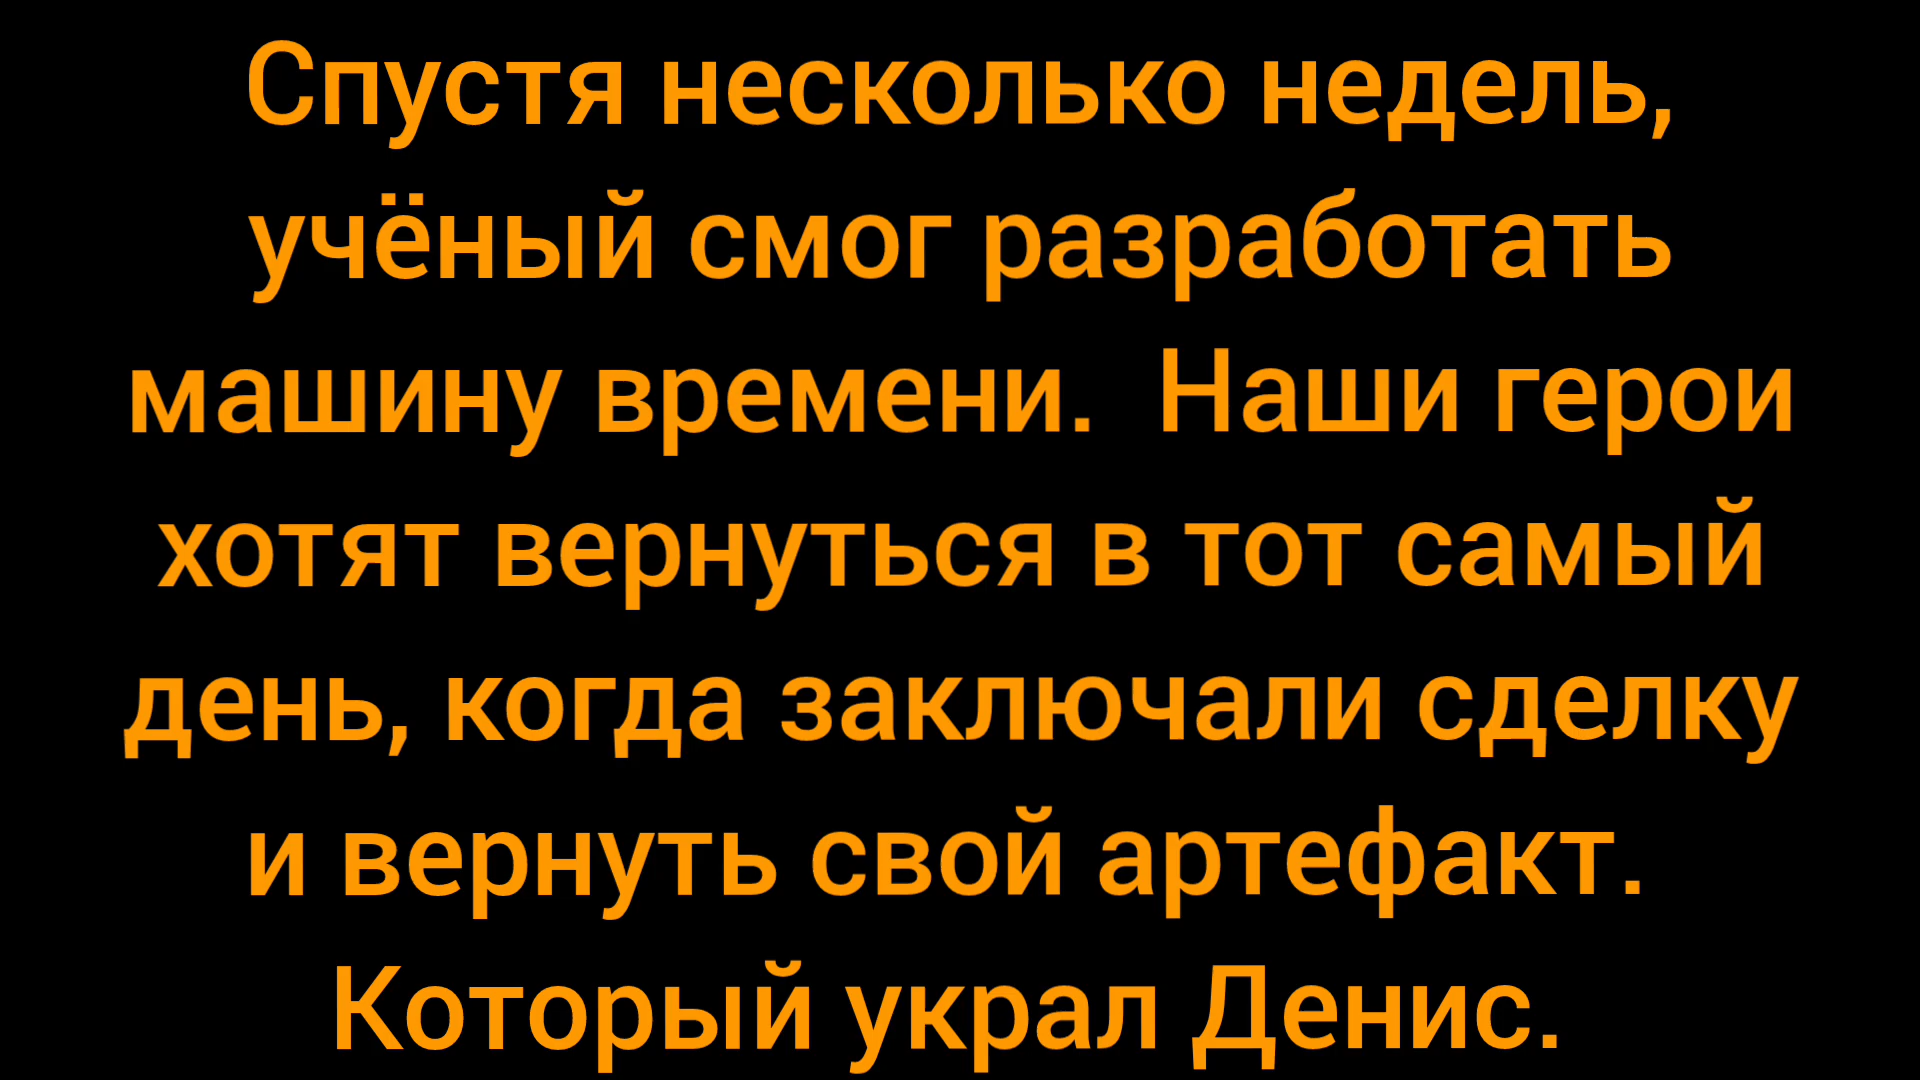 Спустя несколько недель,
учёный смог разработать
машину времени.  Наши герои
хотят вернуться в тот самый
день, когда заключали сделку
и вернуть свой артефакт.
Который украл Денис.